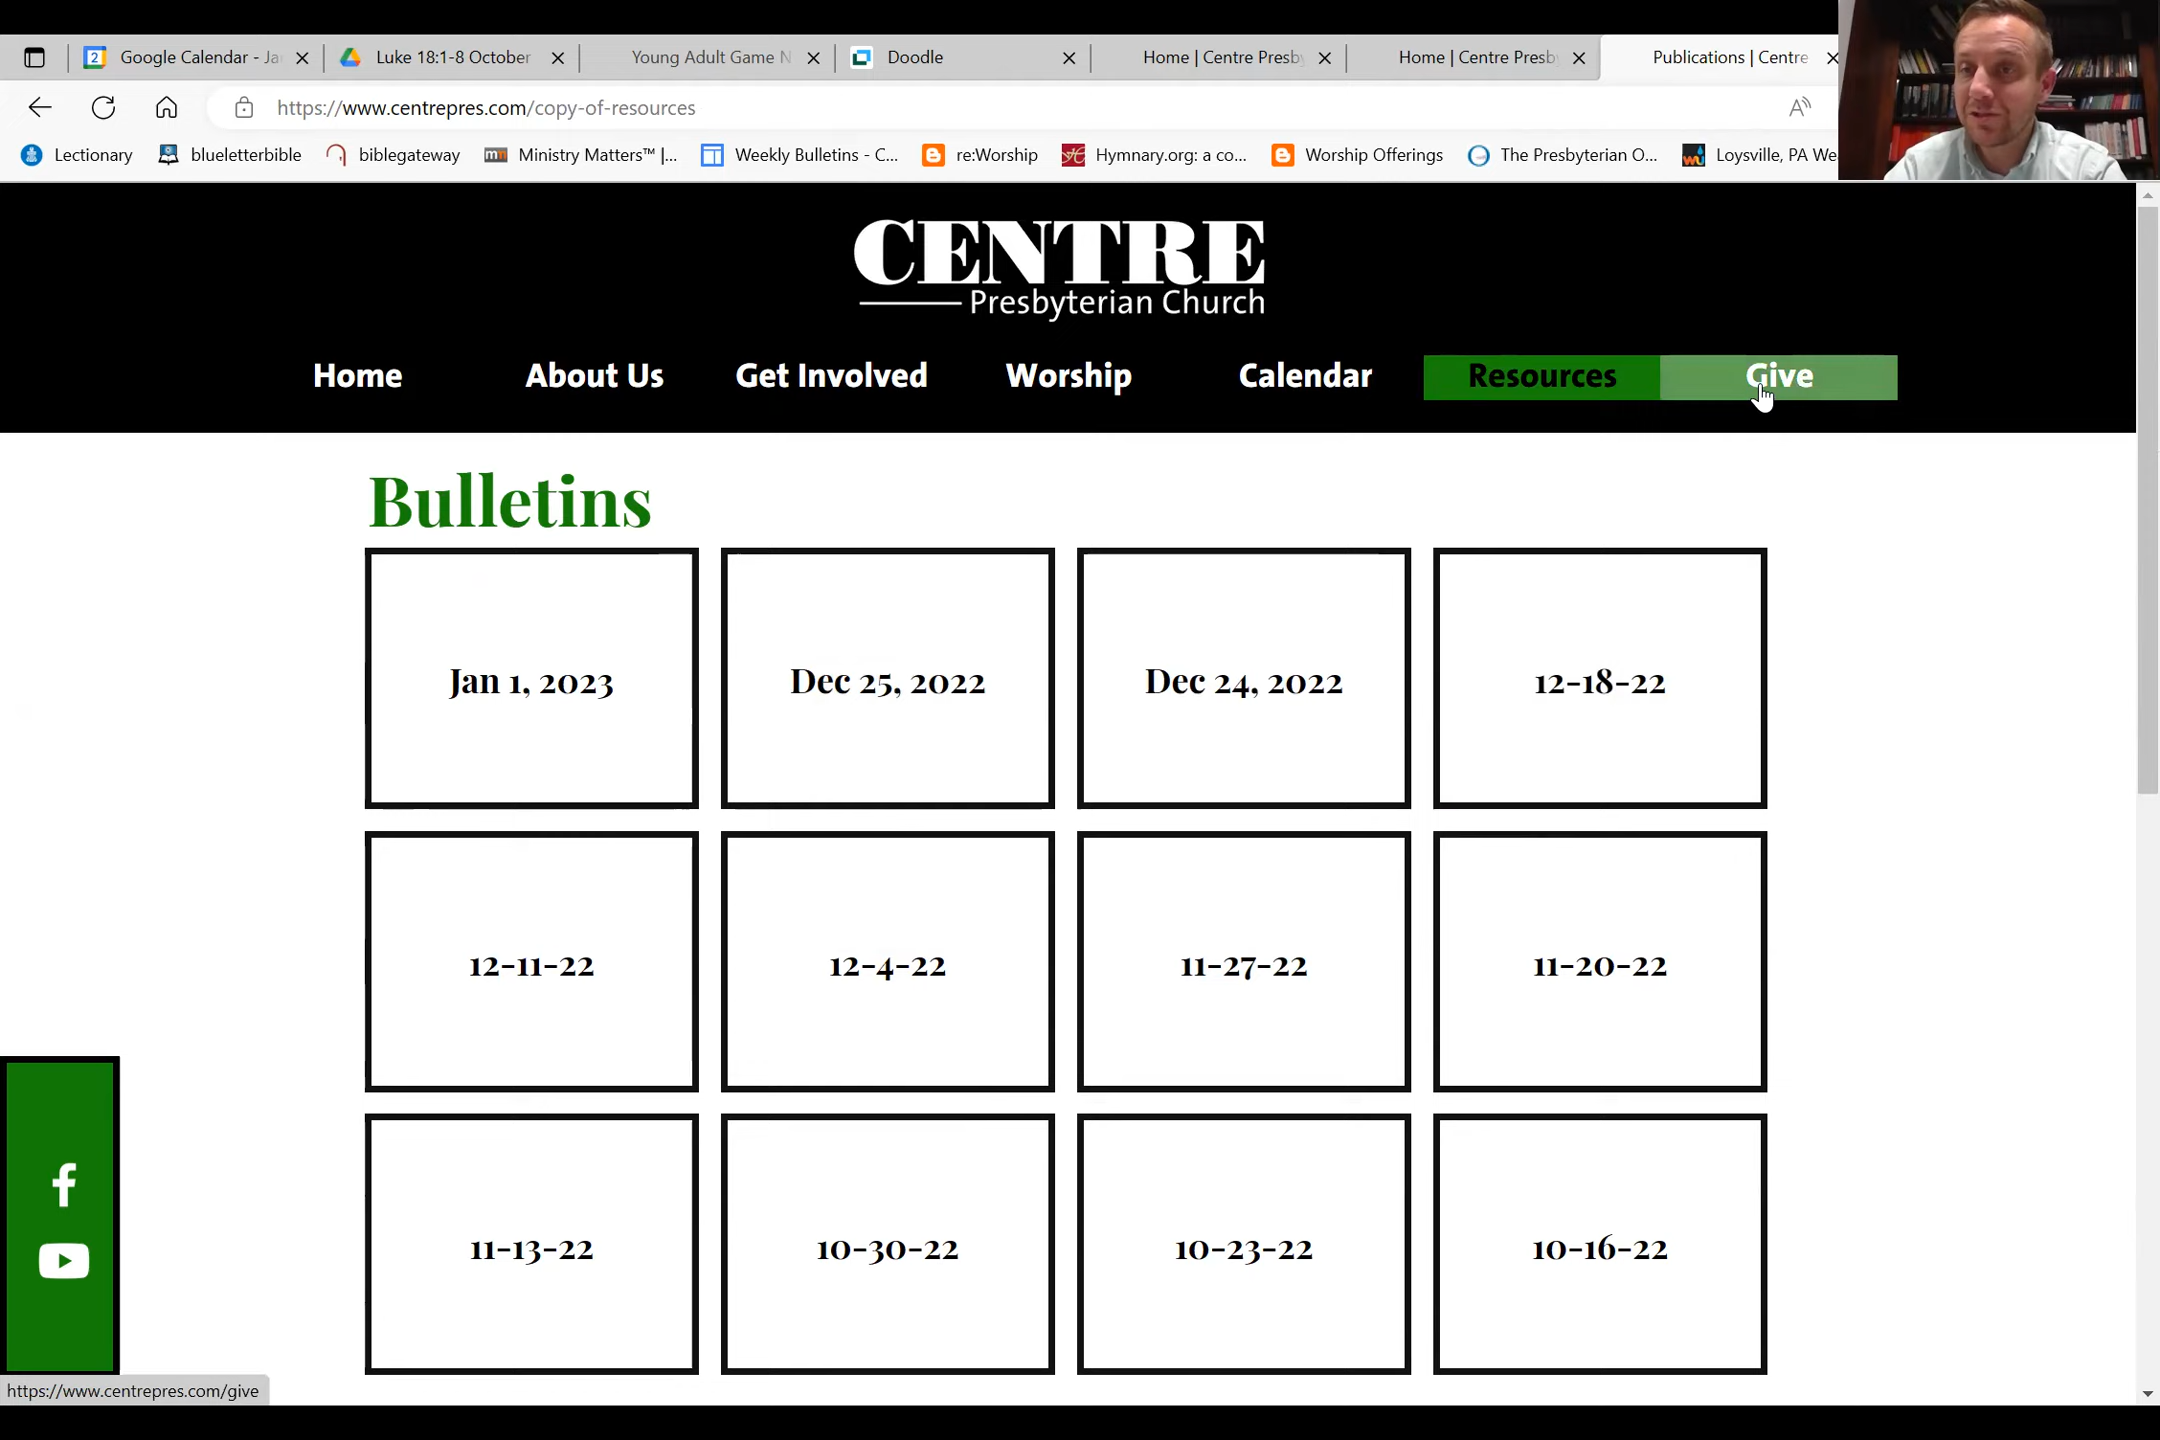 2 Google Calendar - Ja
Luke 18:1-8 October
Young Adult Game N
Doodle
Home | Centre Presby
Home | Centre Presb
Publications | Centre
https://www.centrepres.com/copy-of-resources
Lectionary
blueletterbible
biblegateway
Ministry Matters™ |...
Weekly Bulletins - C...
re:Worship
Hymnary.org: a co...
Worship Offerings
The Presbyterian O...
Loysville, PA We
CENTRE
Presbyterian Church
Home About Us Get Involved Worship Calendar Resources Give
Bulletins
Jan 1, 2023 Dec 25, 2022 Dec 24, 2022 12-18-22
12-11-22 12-4-22 11-27-22 11-20-22
11-13-22 10-30-22 10-23-22 10-16-22
https://www.centrepres.com/give